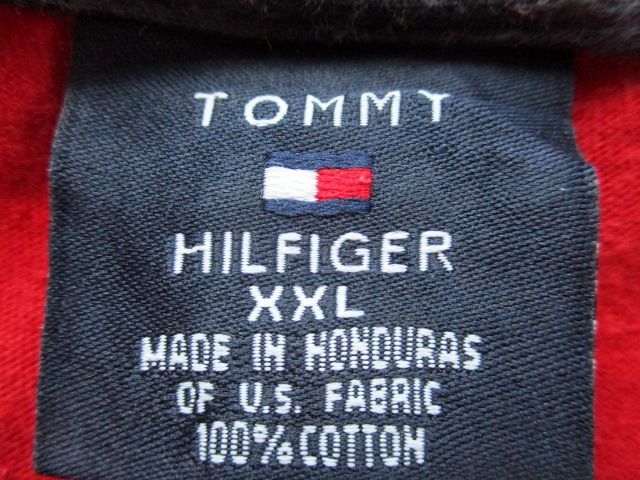 TOMMY
HILFIGER
XXL
MADE IN HONDURAS
OF U.S. FABRIC
100% COTTON